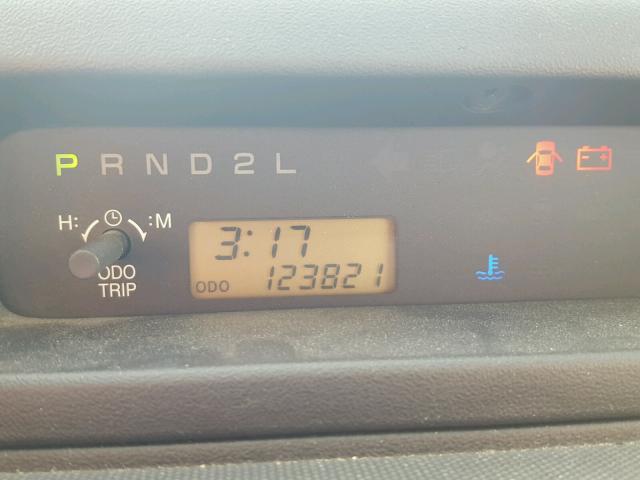 P R N D 2 L
H: :M
3:17
ODO
TRIP
ODO 123821